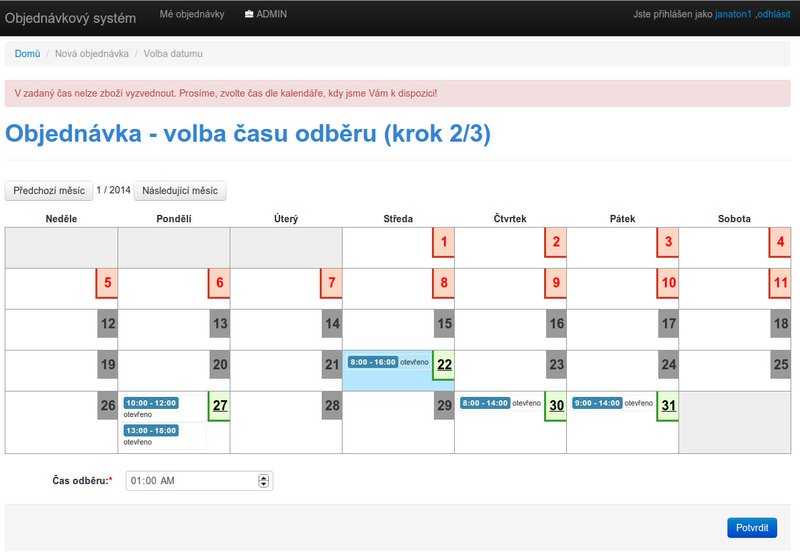 Objednávkový systém Mé objednávky ADMIN Jste přihlášen jako janaton1 ,odhlásit
Domů / Nová objednávka / Volba datumu
V zadaný čas nelze zboží vyzvednout. Prosíme, zvolte čas dle kalendáře, kdy jsme Vám k dispozici!
Objednávka - volba času odběru (krok 2/3)
Předchozí měsíc 1 / 2014 Následující měsíc
Neděle Pondělí Úterý Středa Čtvrtek Pátek Sobota
1 2 3 4
5 6 7 8 9 10 11
12 13 14 15 16 17 18
19 20 21 8:00 - 16:00 otevřeno 22 23 24 25
26 10:00 - 12:00 27 28 29 8:00 - 14:00 otevřeno 30 9:00 - 14:00 otevřeno 31
otevřeno
13:00 - 18:00
otevřeno
Čas odběru:* 01:00 AM
Potvrdit